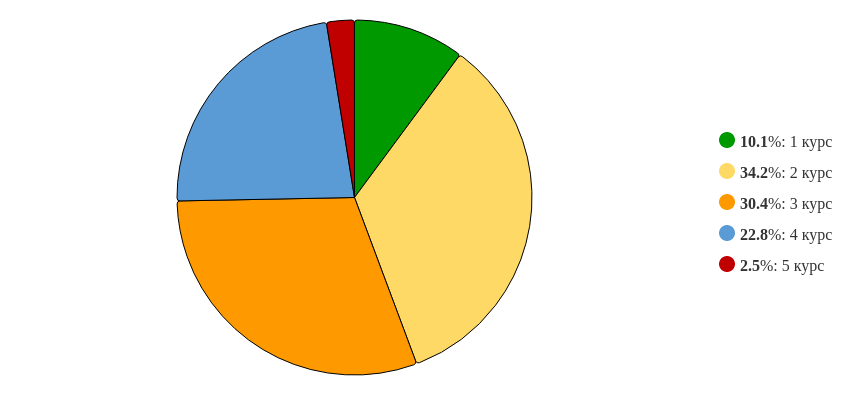 10.1%: 1 курс
34.2%: 2 курс
30.4%: 3 курс
22.8%: 4 курс
2.5%: 5 курс